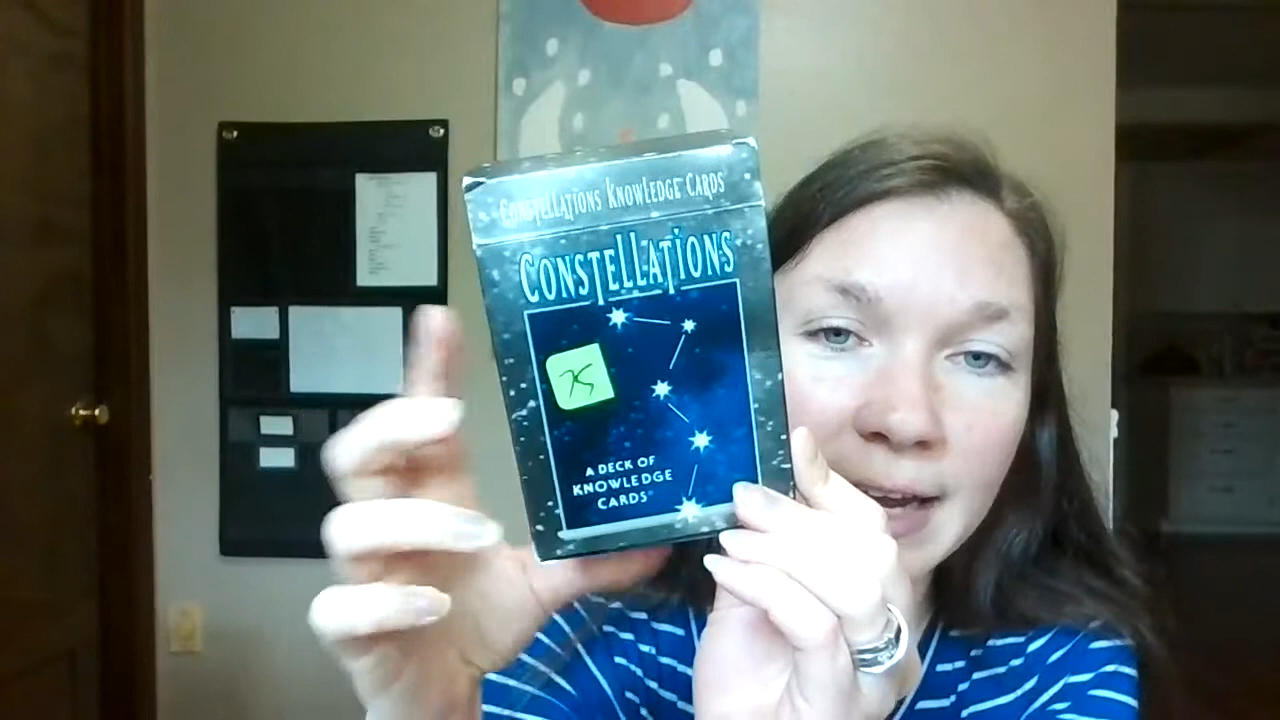 CONSTELLATIONS KNOWLEDGE CARDS
CONSTELLATIONS
A DECK OF
KNOWLEDGE
CARDS